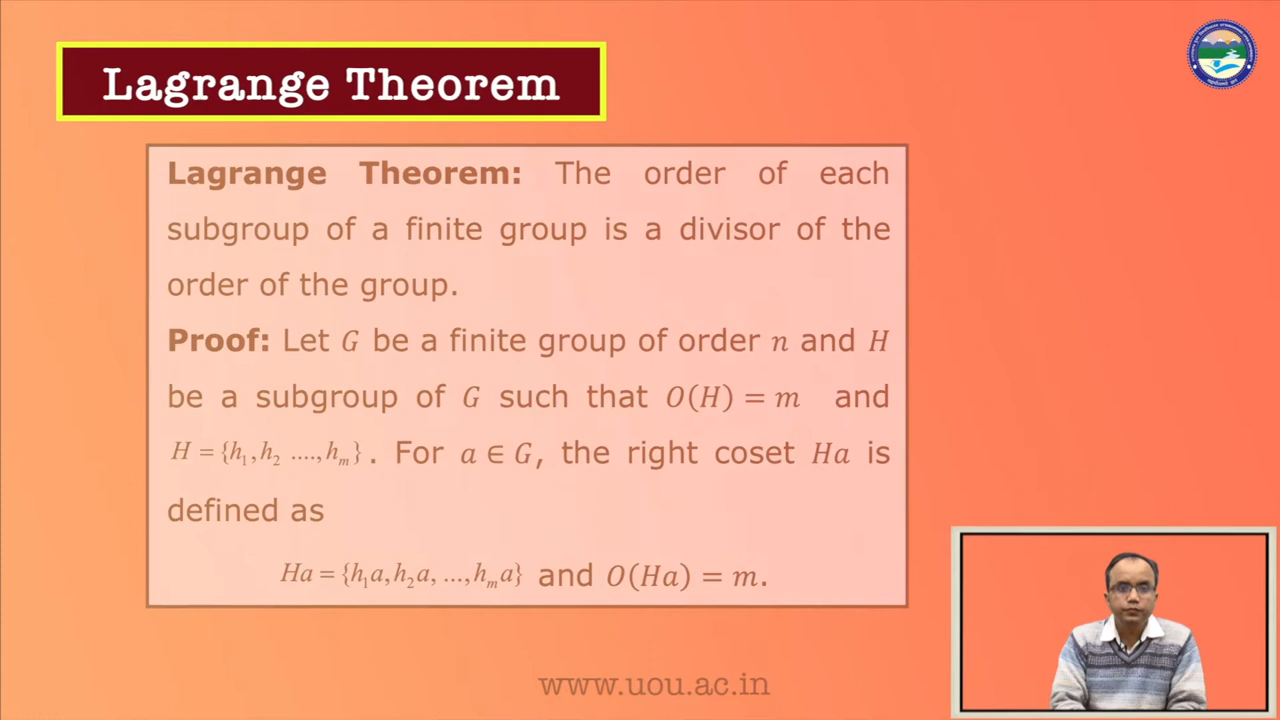 Lagrange Theorem
Lagrange Theorem: The order of each
subgroup of a finite group is a divisor of the
order of the group.
Proof: Let G be a finite group of order n and H
be a subgroup of G such that O(H) = m and
H = {h₁, h₂ ...., hₘ} . For a ∈ G, the right coset Ha is
defined as
Ha = {h₁a, h₂a, ..., hₘa} and O(Ha) = m.
www.uou.ac.in